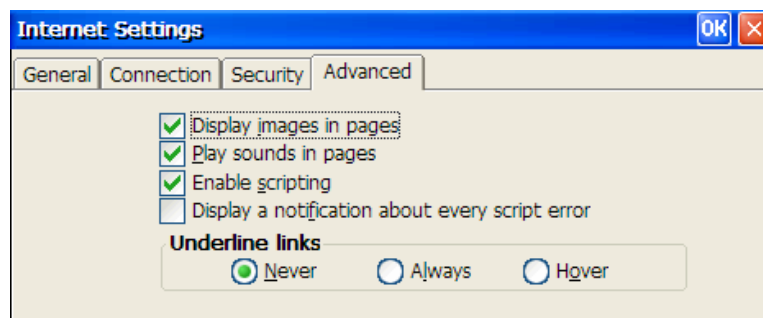 Internet Settings OK
General Connection Security Advanced
Display images in pages
Play sounds in pages
Enable scripting
Display a notification about every script error
Underline links
Never Always Hover